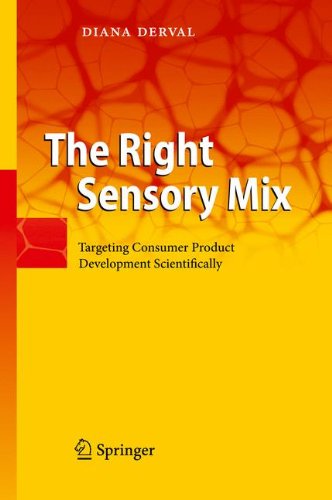 DIANA DERVAL
The Right
Sensory Mix
Targeting Consumer Product
Development Scientifically
Springer